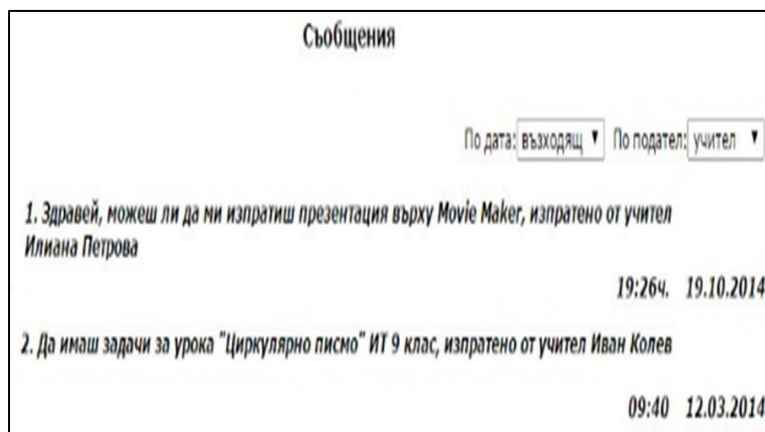 Съобщения
По дата: възходящ По подател: учител
1. Здравей, можеш ли да ми изпратиш презентация върху Movie Maker, изпратено от учител
Илиана Петрова
19:26ч. 19.10.2014
2. Да имаш задачи за урока "Циркулярно писмо" ИТ 9 клас, изпратено от учител Иван Колев
09:40 12.03.2014